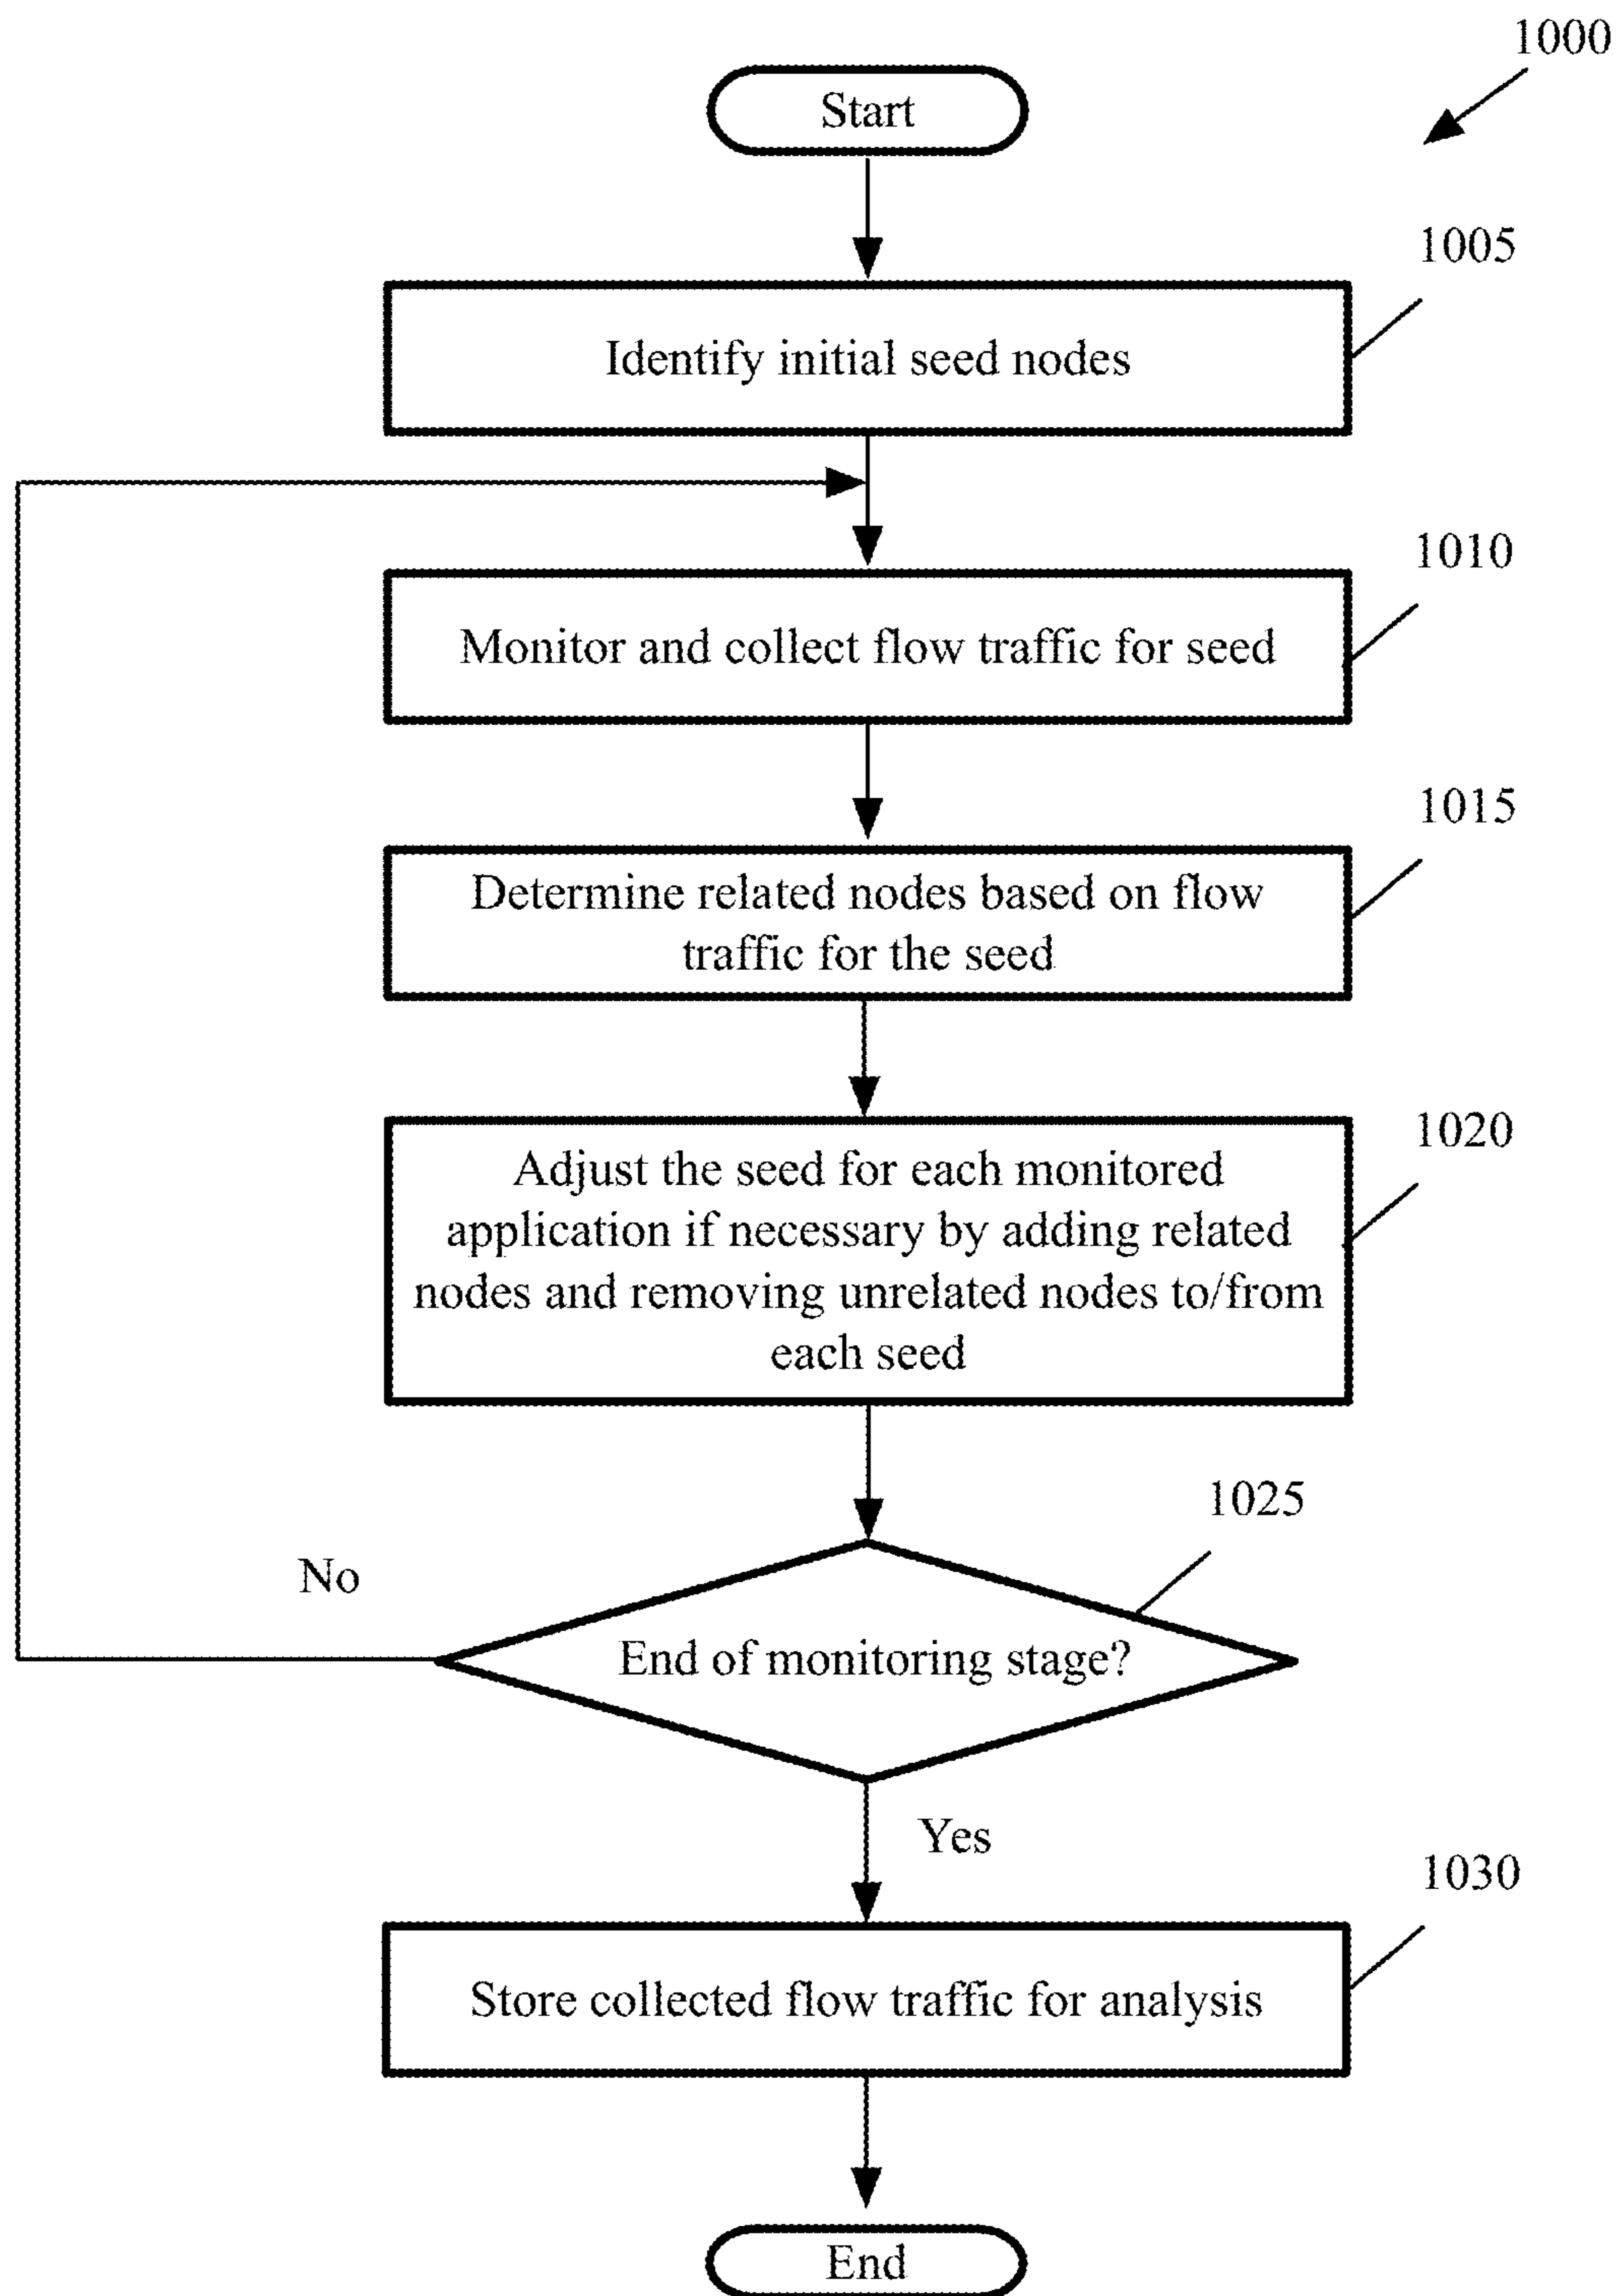 1000
Start
1005
Identify initial seed nodes
1010
Monitor and collect flow traffic for seed
1015
Determine related nodes based on flow
traffic for the seed
1020
Adjust the seed for each monitored
application if necessary by adding related
nodes and removing unrelated nodes to/from
each seed
1025
No
End of monitoring stage?
Yes
1030
Store collected flow traffic for analysis
End